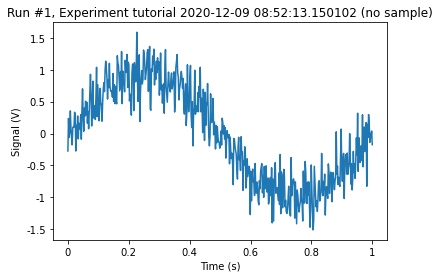 Run #1, Experiment tutorial 2020-12-09 08:52:13.150102 (no sample)
1.5
1
0.5
0
-0.5
-1
-1.5
Signal (V)
0 0.2 0.4 0.6 0.8 1
Time (s)